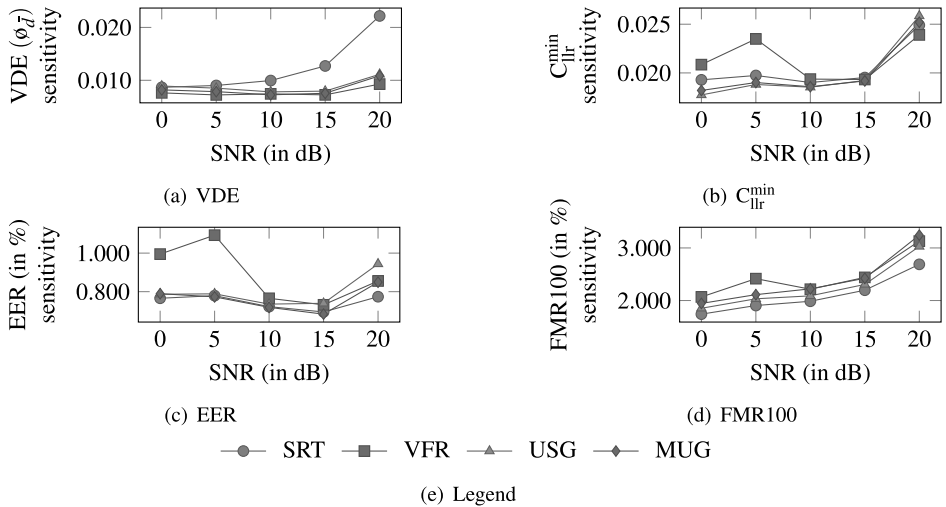 VDE (ϕ_d̄)
sensitivity
0.020
0.010
0 5 10 15 20
SNR (in dB)
(a) VDE
C_llr^min
sensitivity
0.025
0.020
0 5 10 15 20
SNR (in dB)
(b) C_llr^min
EER (in %)
sensitivity
1.000
0.800
0 5 10 15 20
SNR (in dB)
(c) EER
FMR100 (in %)
sensitivity
3.000
2.000
0 5 10 15 20
SNR (in dB)
(d) FMR100
SRT VFR USG MUG
(e) Legend